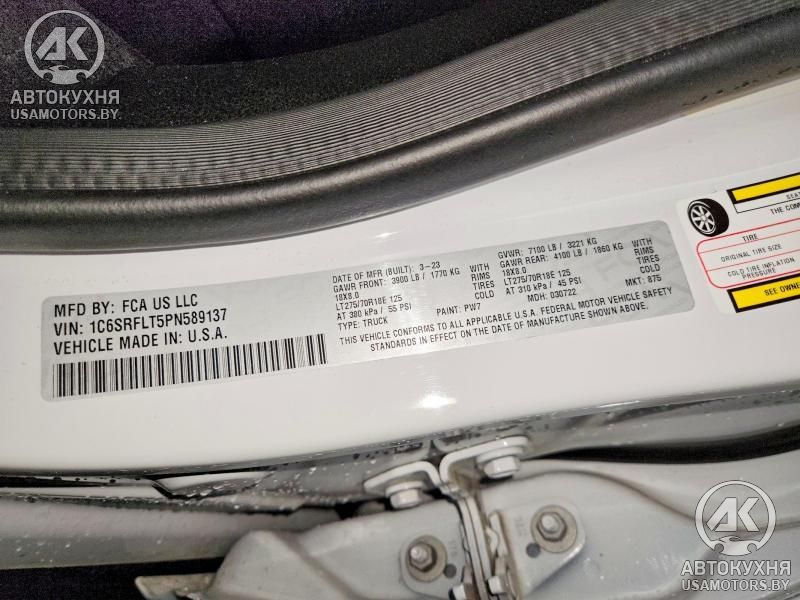 АК
АВТОКУХНЯ
USAMOTORS.BY.
MFD BY: FCA US LLC
VIN: 1C6SRFLT5PN589137
VEHICLE MADE IN: U.S.A.
DATE OF MFR (BUILT): 3-23
GVWR: 7100 LB / 3221 KG
GAWR FRONT: 3900 LB / 1770 KG WITH
GAWR REAR: 4100 LB / 1860 KG WITH
18X8.0 RIMS
18X8.0 RIMS
LT275/70R18E 125 TIRES
LT275/70R18E 125 TIRES
AT 380 kPa / 55 PSI COLD
AT 310 kPa / 45 PSI COLD
TYPE: TRUCK PAINT: PW7 MDH: 030722 MKT: 875
THIS VEHICLE CONFORMS TO ALL APPLICABLE U.S.A. FEDERAL MOTOR VEHICLE SAFETY
STANDARDS IN EFFECT ON THE DATE OF MANUFACTURE SHOWN ABOVE.
THE COM
TIRE
ORIGINAL TIRE SIZE
COLD TIRE INFLATION
PRESSURE
SEE OWNE
АК
АВТОКУХНЯ
USAMOTORS.BY